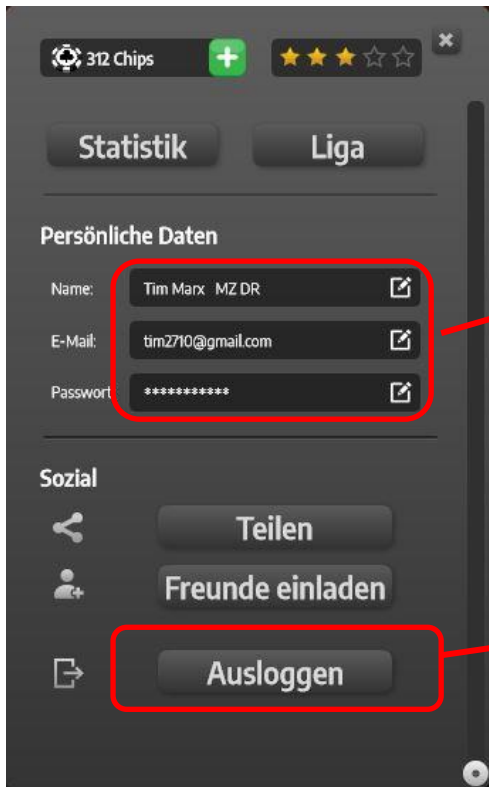 312 Chips
Statistik Liga
Persönliche Daten
Name: Tim Marx MZ DR
E-Mail: tim2710@gmail.com
Passwort ***********
Sozial
Teilen
Freunde einladen
Ausloggen